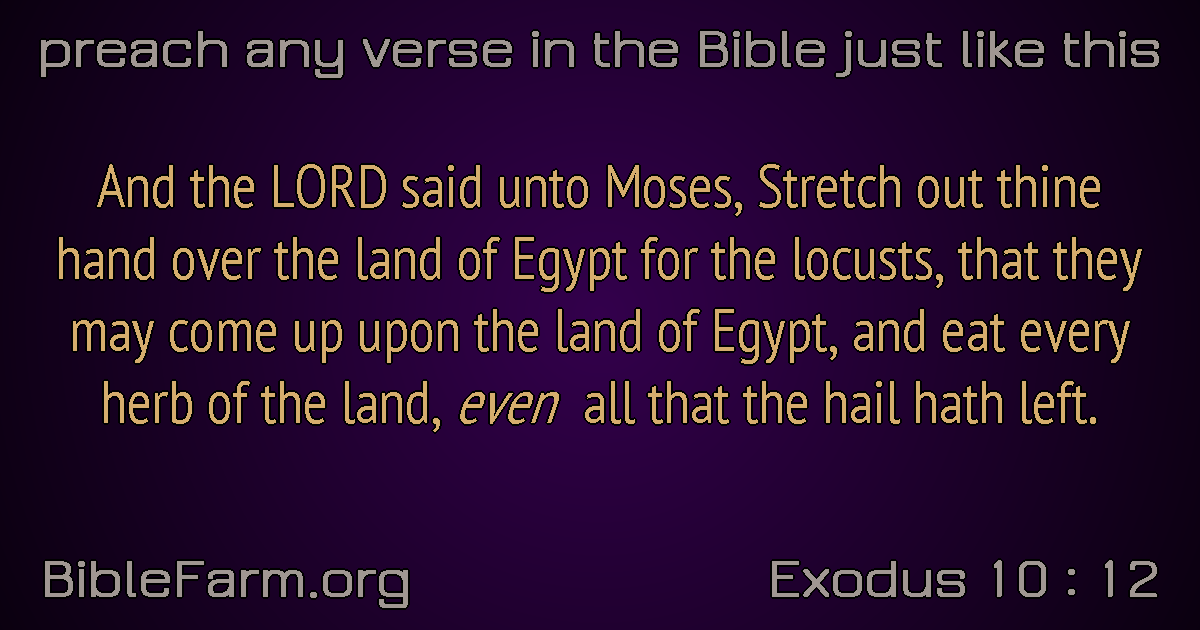 preach any verse in the Bible just like this
And the LORD said unto Moses, Stretch out thine
hand over the land of Egypt for the locusts, that they
may come up upon the land of Egypt, and eat every
herb of the land, even all that the hail hath left.
BibleFarm.org
Exodus 10 : 12